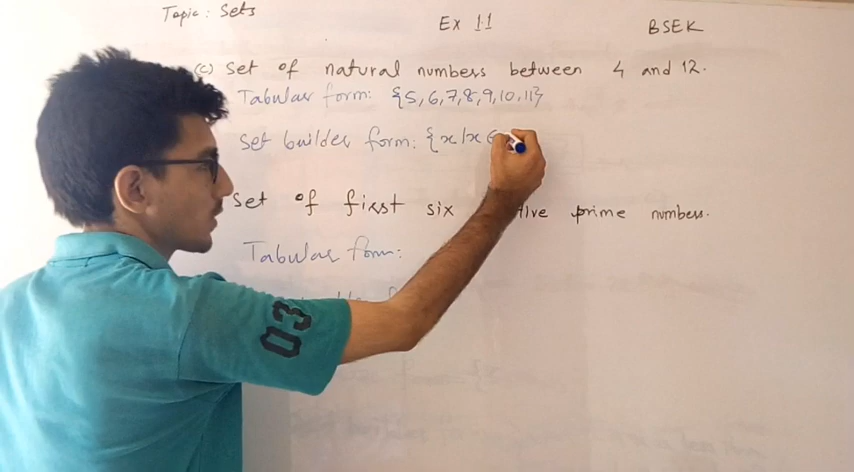 Topic: Sets Ex 1.1 BSEK
(c) Set of natural numbers between 4 and 12.
Tabular form: {5, 6, 7, 8, 9, 10, 11}
Set builder form: {x/x ∈
Set of first six prime numbers.
Tabular form:
03